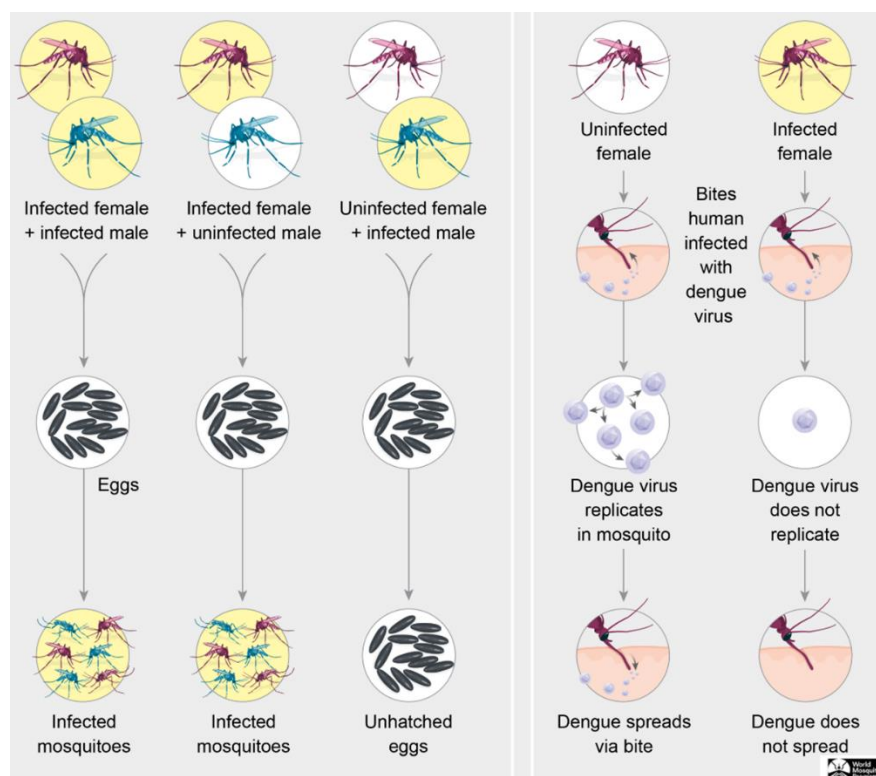 Infected female
+ infected male
Infected female
+ uninfected male
Uninfected female
+ infected male
Eggs
Infected
mosquitoes
Infected
mosquitoes
Unhatched
eggs
Uninfected
female
Infected
female
Bites
human
infected
with
dengue
virus
Dengue virus
replicates
in mosquito
Dengue virus
does not
replicate
Dengue spreads
via bite
Dengue does
not spread
World